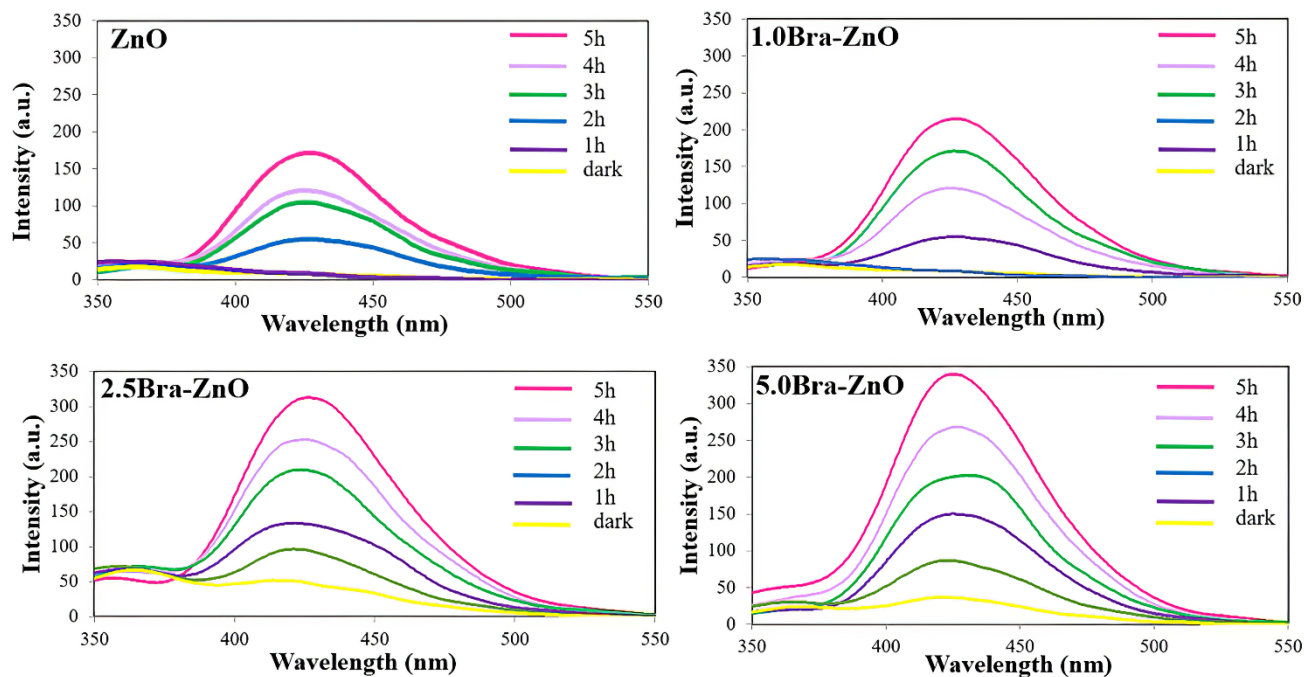 ZnO
350
300
250
200
150
100
50
0
Intensity (a.u.)
350 400 450 500 550
Wavelength (nm)
5h
4h
3h
2h
1h
dark
1.0Bra-ZnO
350
300
250
200
150
100
50
0
Intensity (a.u.)
350 400 450 500 550
Wavelength (nm)
5h
4h
3h
2h
1h
dark
2.5Bra-ZnO
350
300
250
200
150
100
50
0
Intensity (a.u.)
350 400 450 500 550
Wavelength (nm)
5h
4h
3h
2h
1h
dark
5.0Bra-ZnO
350
300
250
200
150
100
50
0
Intensity (a.u.)
350 400 450 500 550
Wavelength (nm)
5h
4h
3h
2h
1h
dark